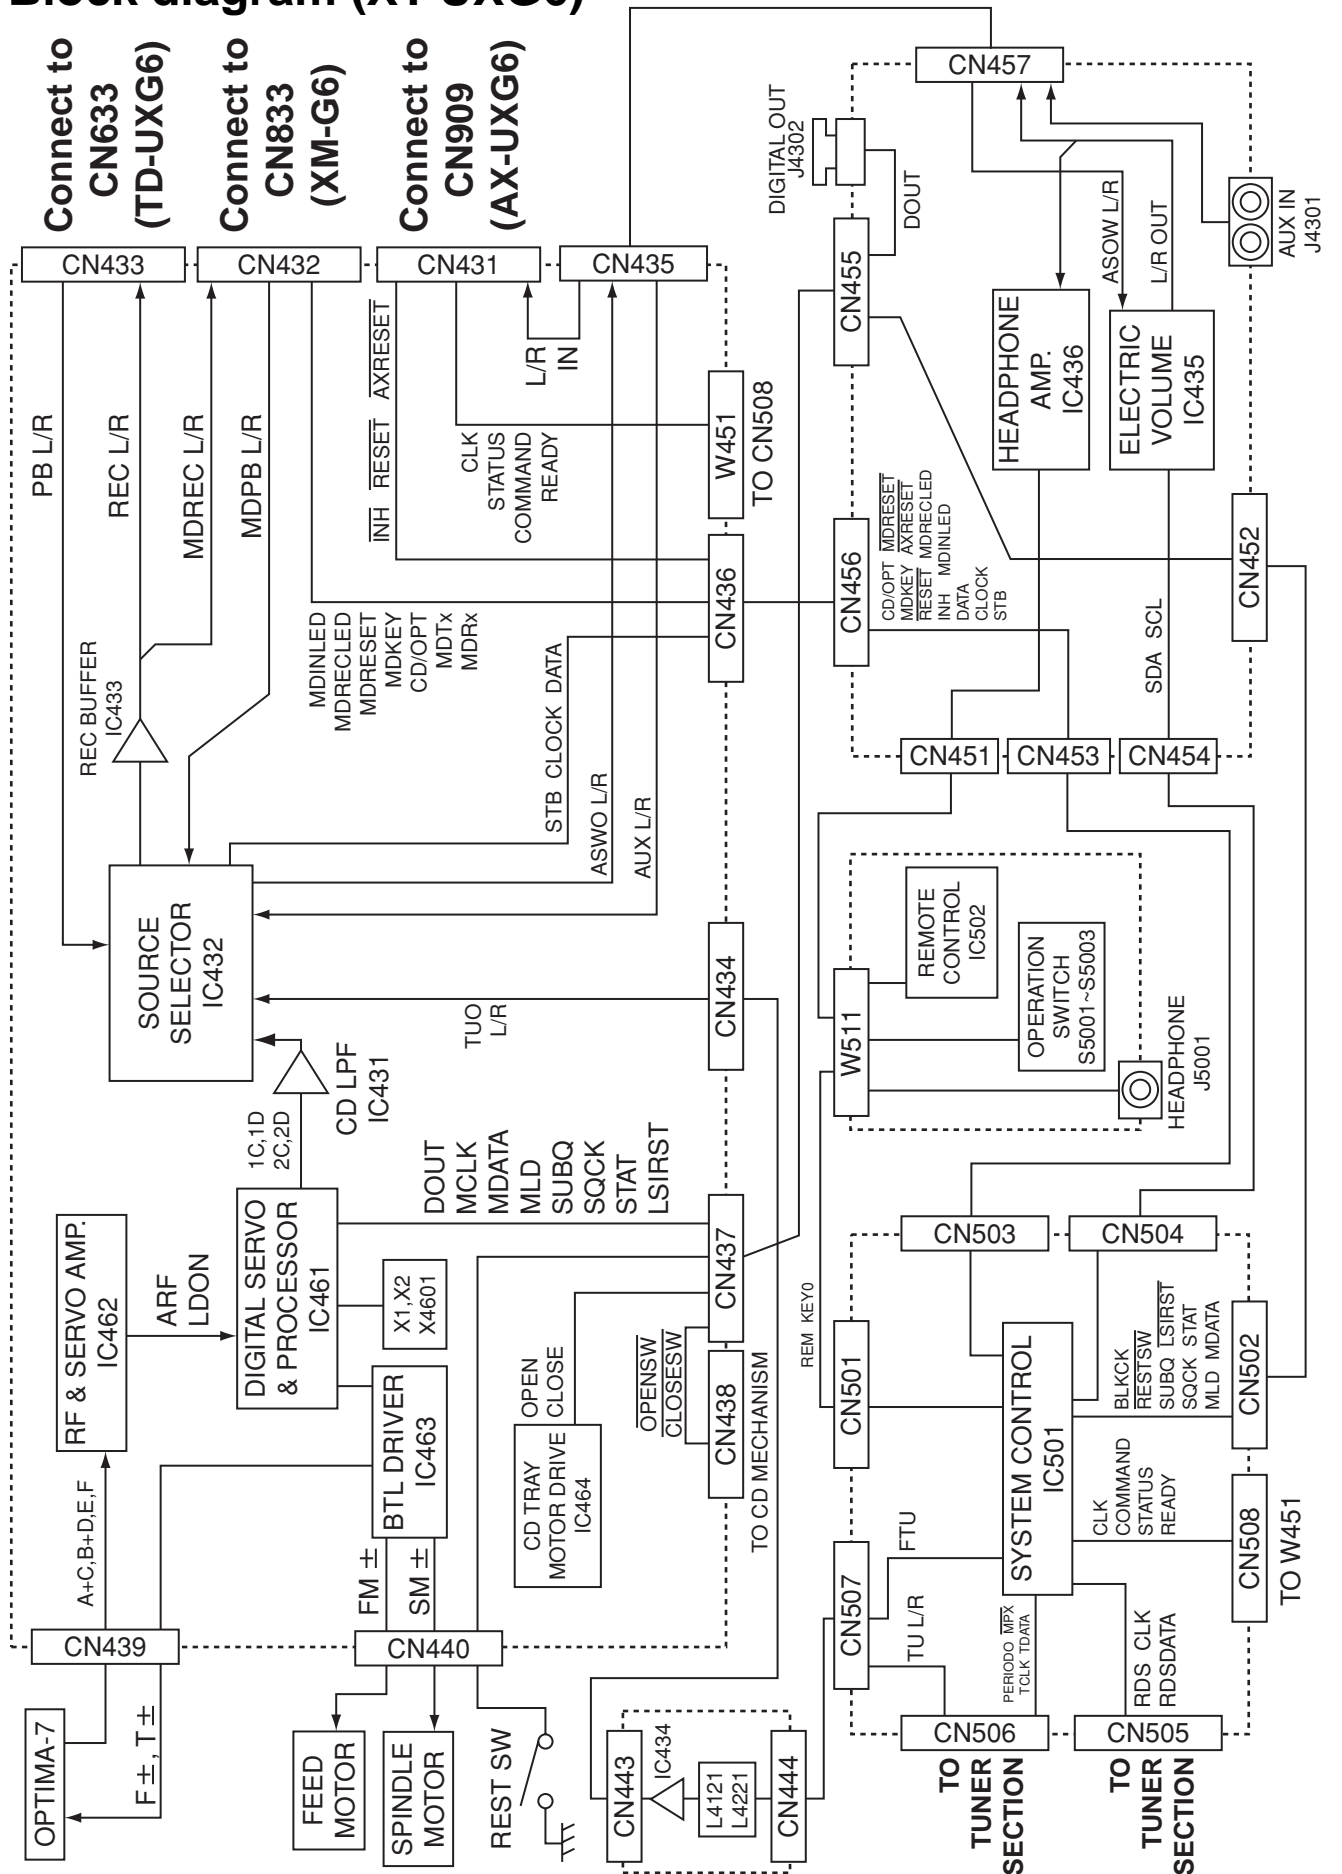 Block diagram (XT-UXG6)
Connect to
CN633
(TD-UXG6)
Connect to
CN833
(XM-G6)
Connect to
CN909
(AX-UXG6)
CN433
CN432
CN431
CN435
CN457
DIGITAL OUT
J4302
DOUT
CN455
ASOW L/R
L/R OUT
AUX IN
J4301
PB L/R
REC L/R
MDREC L/R
MDPB L/R
INH RESET AXRESET
CLK
STATUS
COMMAND
READY
L/R
IN
W451
TO CN508
HEADPHONE
AMP.
IC436
ELECTRIC
VOLUME
IC435
REC BUFFER
IC433
MDINLED
MDRECLED
MDRESET
MDKEY
CD/OPT
MDTx
MDRx
CN436
CN456
CD/OPT MDRESET
MDKEY AXRESET
RESET MDRECLED
INH MDINLED
DATA
CLOCK
STB
CN452
SDA SCL
STB CLOCK DATA
ASWO L/R
AUX L/R
CN451
CN453
CN454
SOURCE
SELECTOR
IC432
TUO
L/R
CN434
W511
REMOTE
CONTROL
IC502
OPERATION
SWITCH
S5001~S5003
HEADPHONE
J5001
CD LPF
IC431
1C,1D
2C,2D
RF & SERVO AMP.
IC462
ARF
LDON
DIGITAL SERVO
& PROCESSOR
IC461
X1,X2
X4601
DOUT
MCLK
MDATA
MLD
SUBQ
SQCK
STAT
LSIRST
CN437
CN503
CN504
REM KEY0
A+C,B+D,E,F
BTL DRIVER
IC463
OPEN
CLOSE
CD TRAY
MOTOR DRIVE
IC464
OPENSW
CLOSESW
CN438
TO CD MECHANISM
CN501
SYSTEM CONTROL
IC501
BLKCK
RESTSW
SUBQ LSIRST
SQCK STAT
MLD MDATA
CN502
FM ±
SM ±
CN507
FTU
TU L/R
CLK
COMMAND
STATUS
READY
CN508
TO W451
CN439
CN440
PERIODO MPX
TCLK TDATA
RDS CLK
RDSDATA
OPTIMA-7
F ± , T ±
FEED
MOTOR
SPINDLE
MOTOR
REST SW
CN443
IC434
L4121
L4221
CN444
CN506
CN505
TO
TUNER
SECTION
TO
TUNER
SECTION